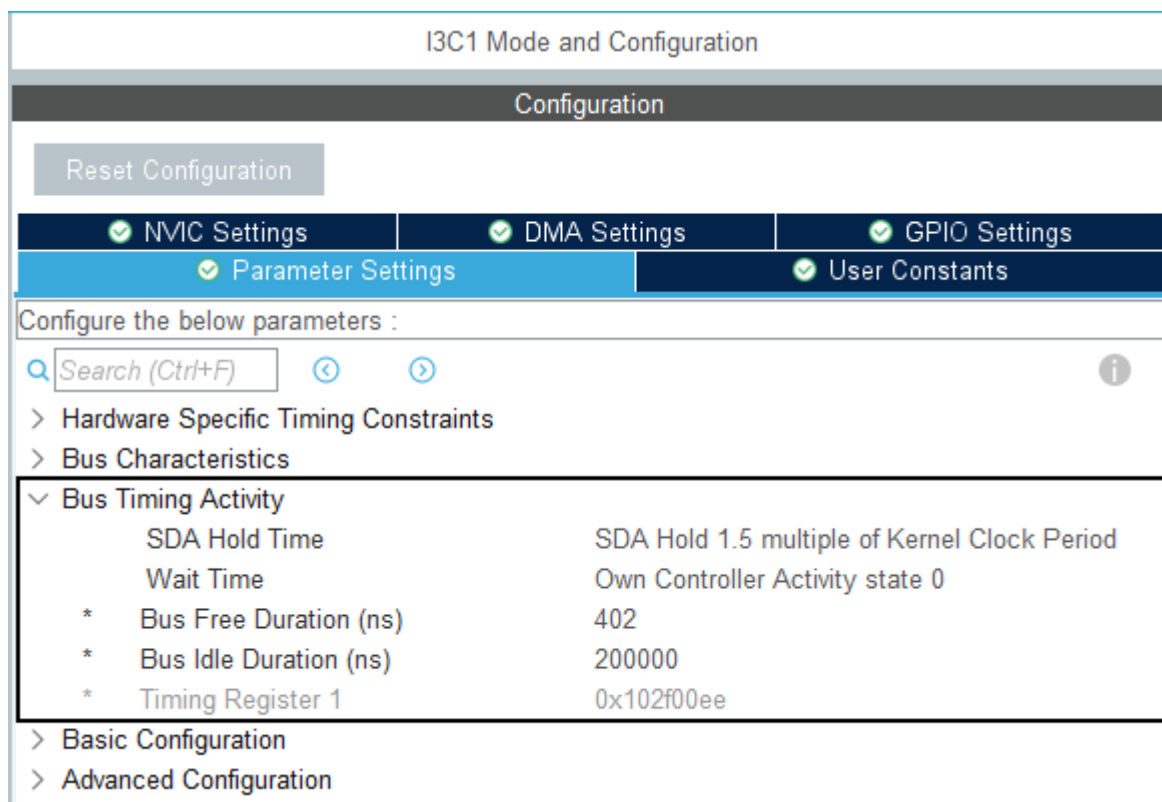 I3C1 Mode and Configuration
Configuration
Reset Configuration
NVIC Settings DMA Settings GPIO Settings
Parameter Settings User Constants
Configure the below parameters :
Search (Ctrl+F)
Hardware Specific Timing Constraints
Bus Characteristics
Bus Timing Activity
SDA Hold Time SDA Hold 1.5 multiple of Kernel Clock Period
Wait Time Own Controller Activity state 0
* Bus Free Duration (ns) 402
* Bus Idle Duration (ns) 200000
* Timing Register 1 0x102f00ee
Basic Configuration
Advanced Configuration